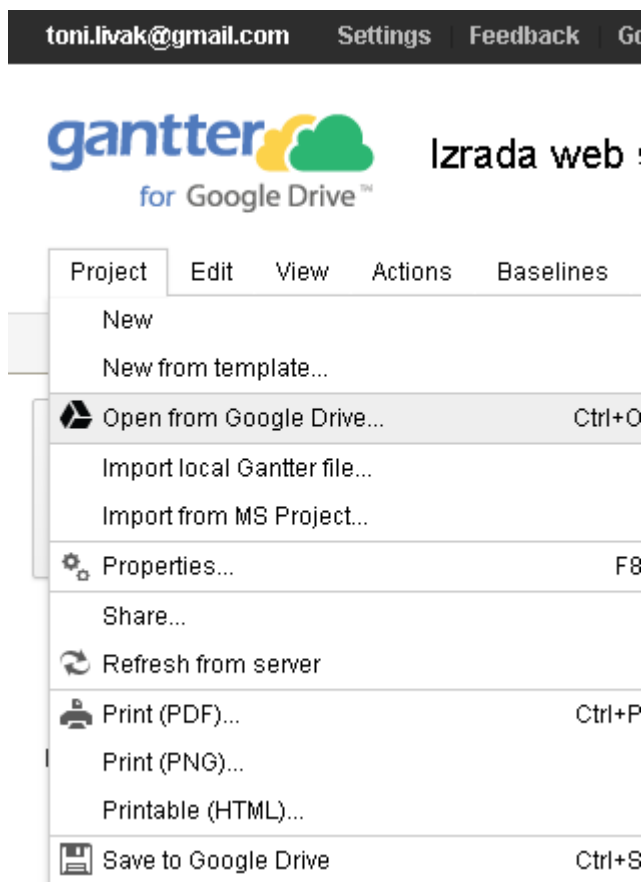 toni.livak@gmail.com Settings Feedback Go
gantter
for Google Drive™
Izrada web
Project Edit View Actions Baselines
New
New from template...
Open from Google Drive... Ctrl+O
Import local Gantter file...
Import from MS Project...
Properties... F8
Share...
Refresh from server
Print (PDF)... Ctrl+P
Print (PNG)...
Printable (HTML)...
Save to Google Drive Ctrl+S